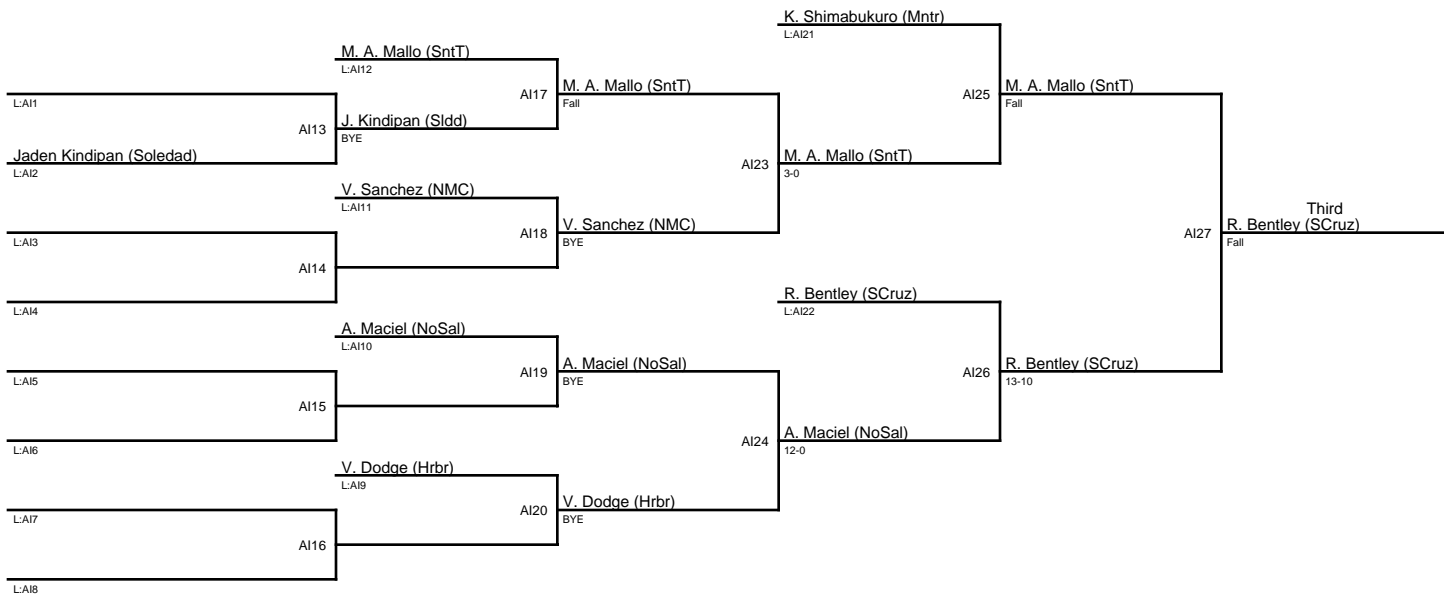 K. Shimabukuro (Mntr)
L:AI21
M. A. Mallo (SntT)
L:AI12
AI17
M. A. Mallo (SntT)
Fall
AI25
M. A. Mallo (SntT)
Fall
L:AI1
AI13
J. Kindipan (Sldd)
BYE
Jaden Kindipan (Soledad)
L:AI2
AI23
M. A. Mallo (SntT)
3-0
V. Sanchez (NMC)
L:AI11
AI18
V. Sanchez (NMC)
BYE
AI27
Third
R. Bentley (SCruz)
Fall
L:AI3
AI14
L:AI4
R. Bentley (SCruz)
L:AI22
A. Maciel (NoSal)
L:AI10
AI19
A. Maciel (NoSal)
BYE
AI26
R. Bentley (SCruz)
13-10
L:AI5
AI15
L:AI6
AI24
A. Maciel (NoSal)
12-0
V. Dodge (Hrbr)
L:AI9
AI20
V. Dodge (Hrbr)
BYE
L:AI7
AI16
L:AI8